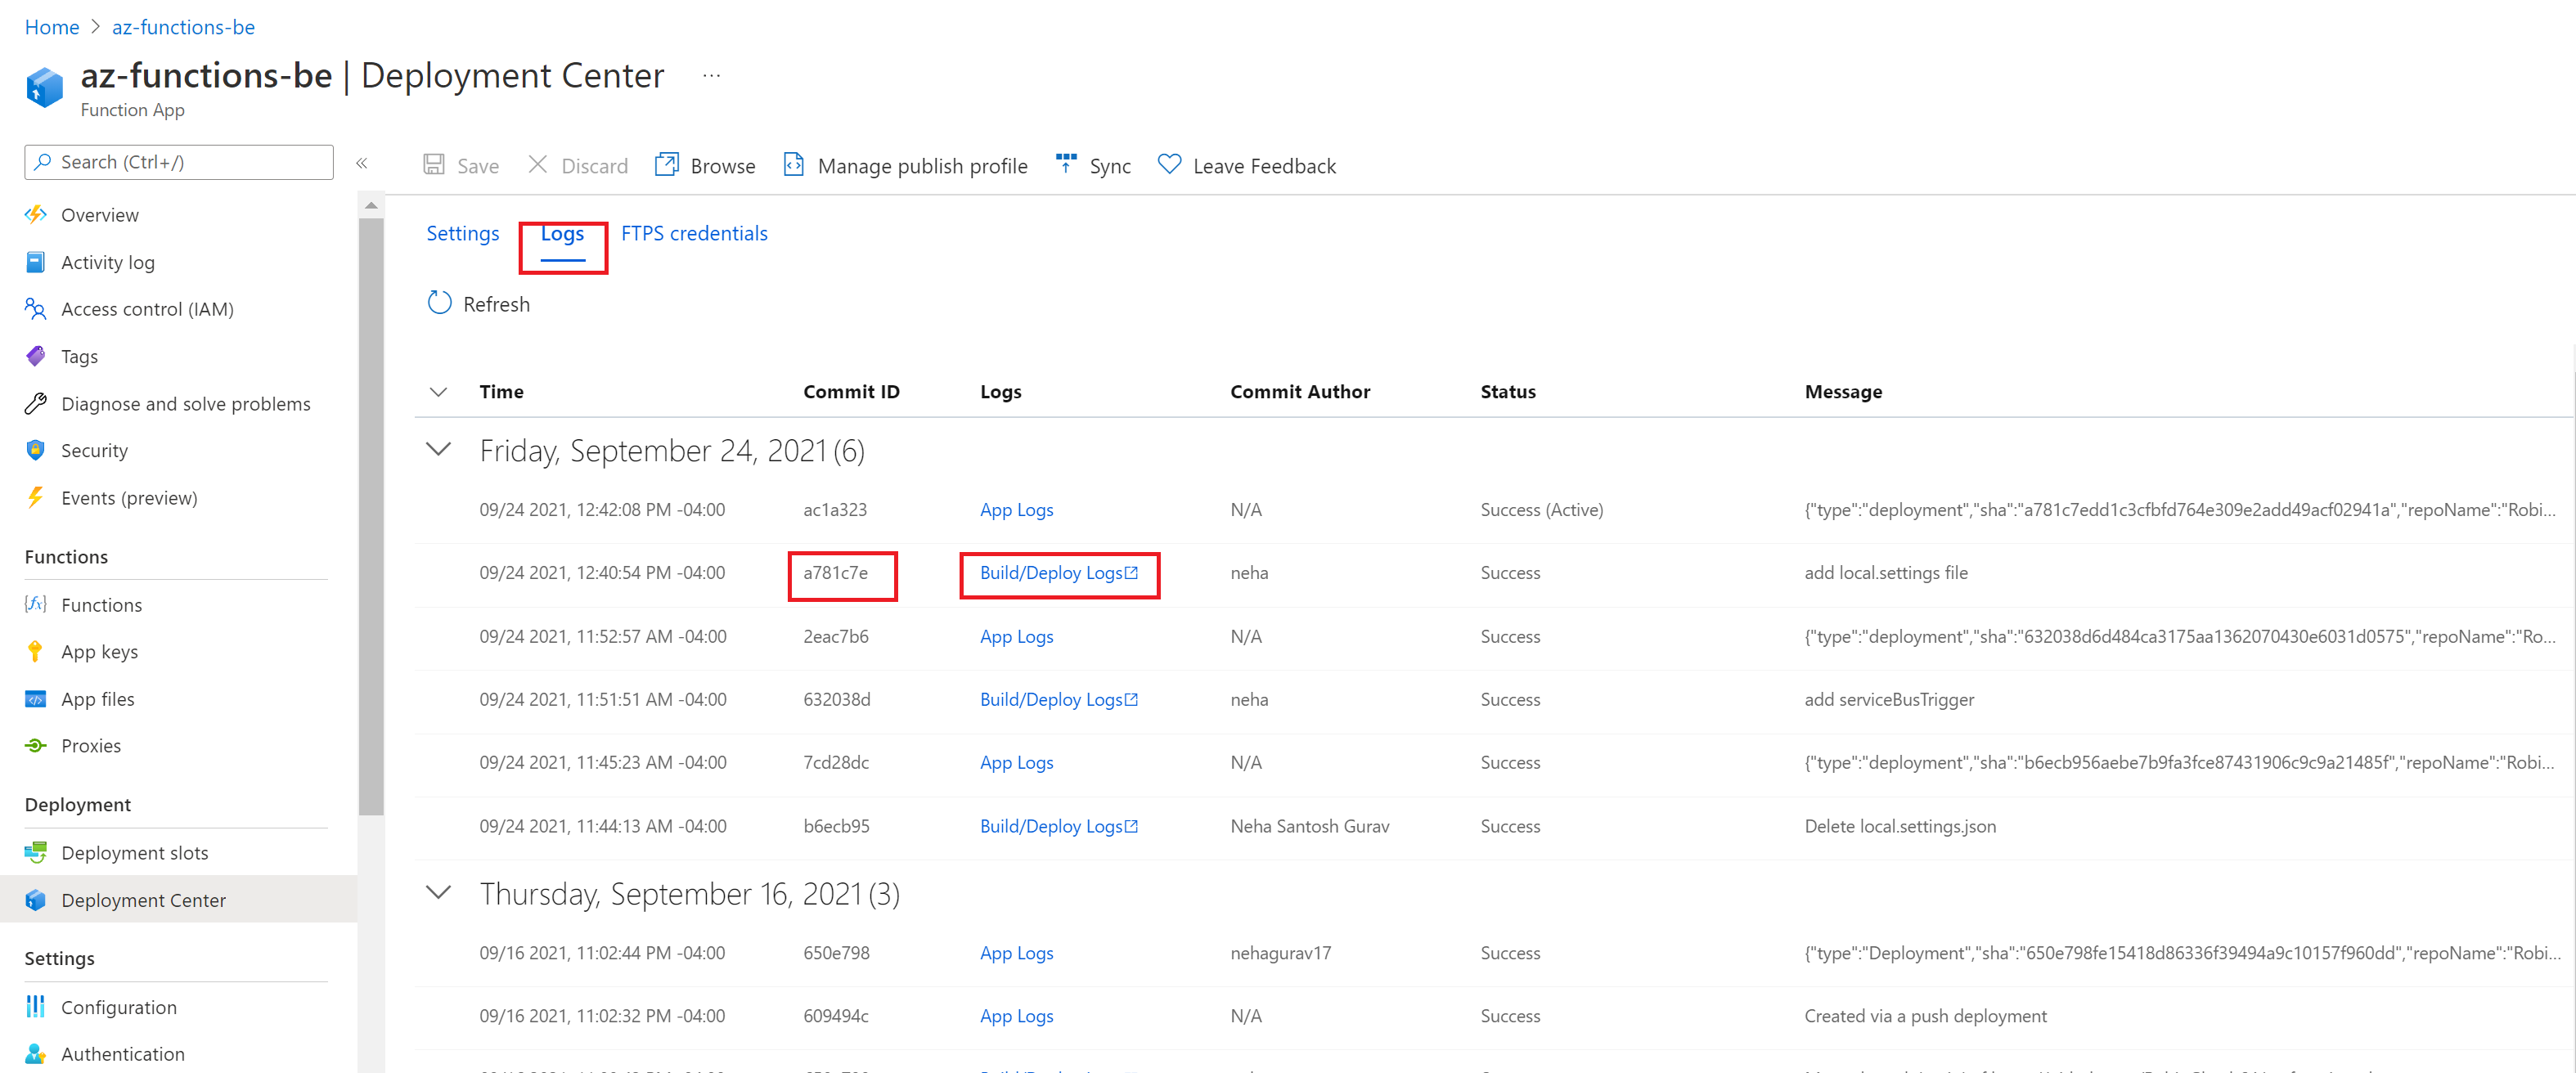 Home > az-functions-be
az-functions-be | Deployment Center ...
Function App
Search (Ctrl+/) «
Save Discard Browse Manage publish profile Sync Leave Feedback
Overview
Activity log
Access control (IAM)
Tags
Diagnose and solve problems
Security
Events (preview)
Functions
Functions
App keys
App files
Proxies
Deployment
Deployment slots
Deployment Center
Settings
Configuration
Authentication
Settings Logs FTPS credentials
Refresh
Time Commit ID Logs Commit Author Status Message
Friday, September 24, 2021 (6)
09/24 2021, 12:42:08 PM -04:00 ac1a323 App Logs N/A Success (Active) {"type":"deployment","sha":"a781c7edd1c3cfbfd764e309e2add49acf02941a","repoName":"Robi...
09/24 2021, 12:40:54 PM -04:00 a781c7e Build/Deploy Logs neha Success add local.settings file
09/24 2021, 11:52:57 AM -04:00 2eac7b6 App Logs N/A Success {"type":"deployment","sha":"632038d6d484ca3175aa1362070430e6031d0575","repoName":"Ro...
09/24 2021, 11:51:51 AM -04:00 632038d Build/Deploy Logs neha Success add serviceBusTrigger
09/24 2021, 11:45:23 AM -04:00 7cd28dc App Logs N/A Success {"type":"deployment","sha":"b6ecb956aebe7b9fa3fce87431906c9c9a21485f","repoName":"Robi...
09/24 2021, 11:44:13 AM -04:00 b6ecb95 Build/Deploy Logs Neha Santosh Gurav Success Delete local.settings.json
Thursday, September 16, 2021 (3)
09/16 2021, 11:02:44 PM -04:00 650e798 App Logs nehagurav17 Success {"type":"Deployment","sha":"650e798fe15418d86336f39494a9c10157f960dd","repoName":"Robi...
09/16 2021, 11:02:32 PM -04:00 609494c App Logs N/A Success Created via a push deployment